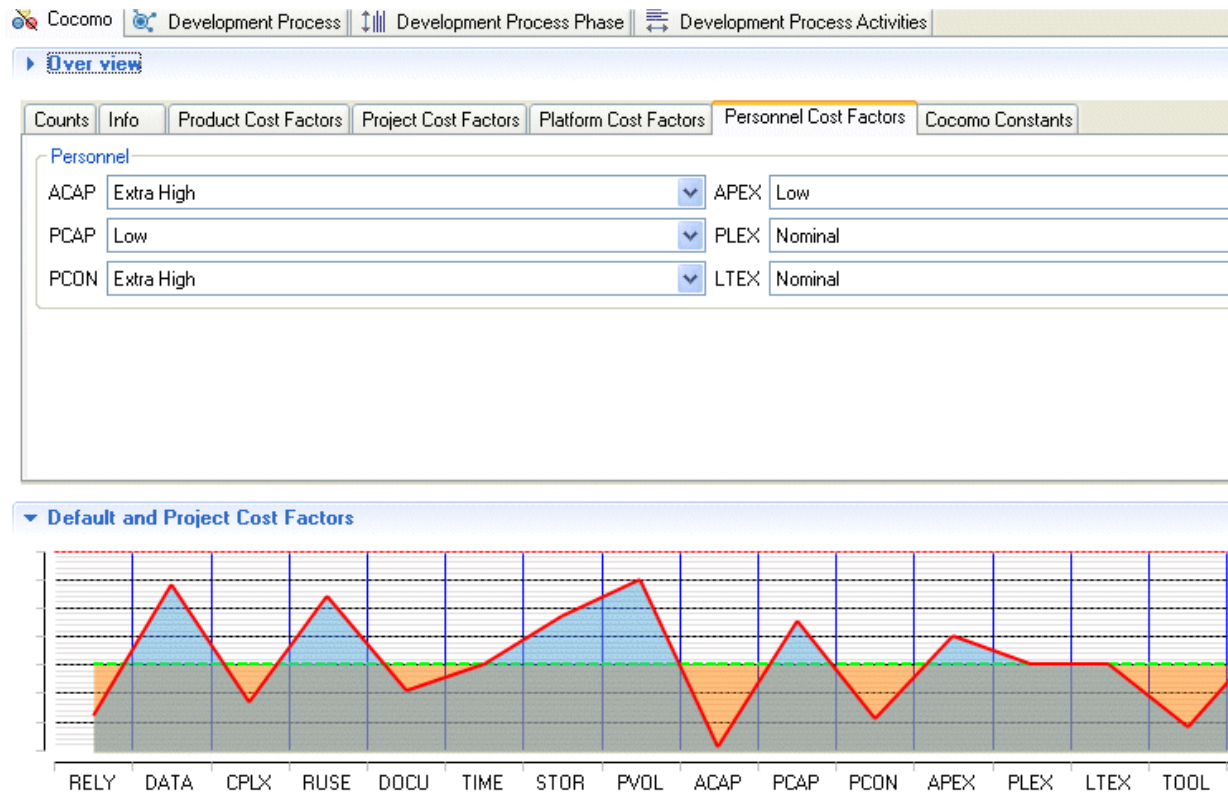 Cocomo Development Process Development Process Phase Development Process Activities
Over view
Counts Info Product Cost Factors Project Cost Factors Platform Cost Factors Personnel Cost Factors Cocomo Constants
Personnel
ACAP Extra High APEX Low
PCAP Low PLEX Nominal
PCON Extra High LTEX Nominal
Default and Project Cost Factors
RELY DATA CPLX RUSE DOCU TIME STOR PVOL ACAP PCAP PCON APEX PLEX LTEX TOOL